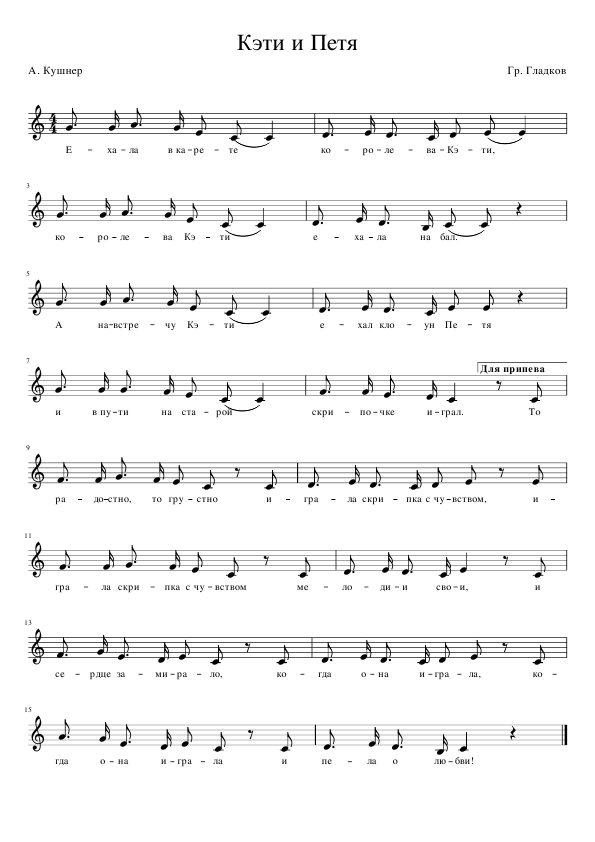 Кэти и Петя
А. Кушнер Гр. Гладков
Е – ха – ла в ка – ре – те ко – ро – ле – ва – Кэ – ти,
3
ко – ро – ле – ва Кэ – ти е – ха – ла на бал.
5
А на – встре – чу Кэ – ти е – хал кло – ун Пе – тя
7
Для припева
и в пу – ти на ста – рой скри – по – чке и – грал. То
9
ра – до – стно, то гру – стно и – гра – ла скри – пка с чу – вством, и –
11
гра – ла скри – пка с чу – вством ме – ло – ди – и сво – и, и
13
се – рдце за – ми – ра – ло, ко – гда о – на и – гра – ла, ко –
15
гда о – на и – гра – ла и пе – ла о лю – бви!